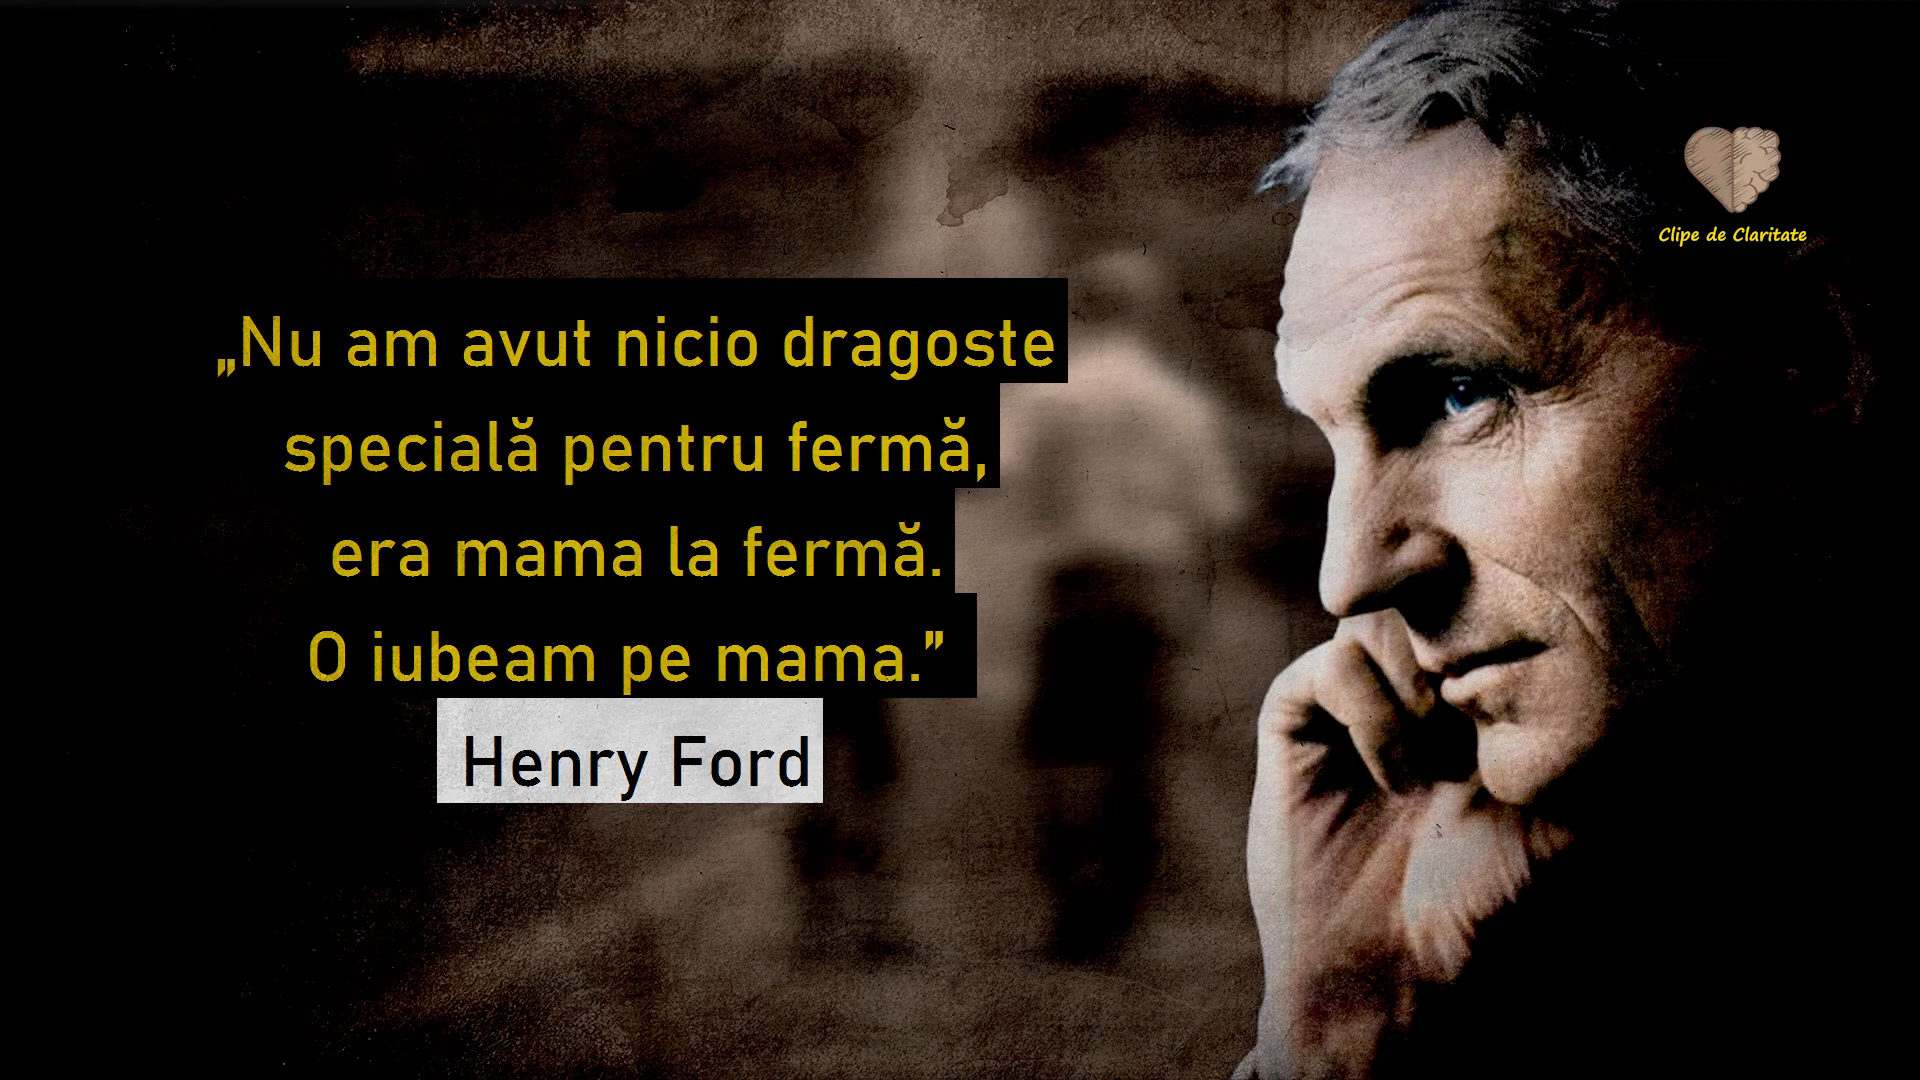 „Nu am avut nicio dragoste
specială pentru fermă,
era mama la fermă.
O iubeam pe mama.”
Henry Ford
Clipe de Claritate